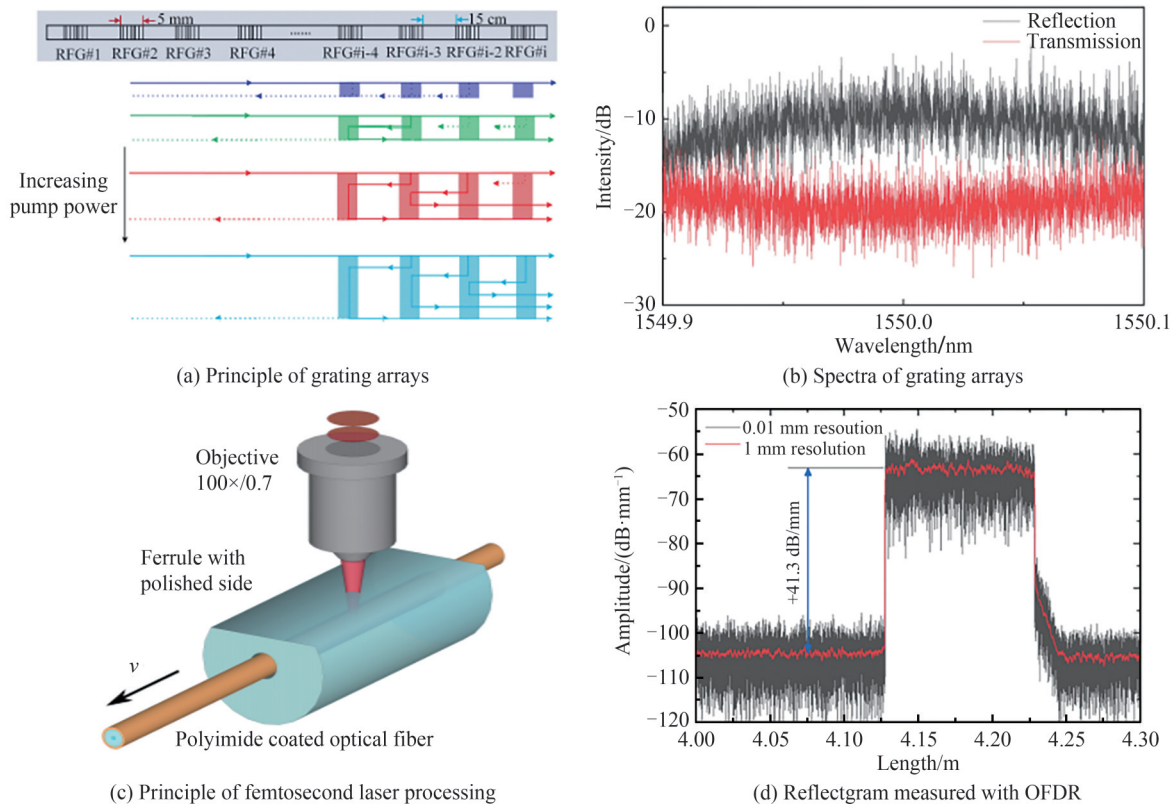 5 mm
15 cm
RFG#1 RFG#2 RFG#3 RFG#4 ...... RFG#i-4 RFG#i-3 RFG#i-2 RFG#i
Increasing
pump power
(a) Principle of grating arrays
0
−10
−20
−30
Intensity/dB
Reflection
Transmission
1549.9 1550.0 1550.1
Wavelength/nm
(b) Spectra of grating arrays
Objective
100×/0.7
Ferrule with
polished side
v
Polyimide coated optical fiber
(c) Principle of femtosecond laser processing
−50
−60
−70
−80
−90
−100
−110
−120
Amplitude/(dB·mm⁻¹)
0.01 mm resoution
1 mm resolution
+41.3 dB/mm
4.00 4.05 4.10 4.15 4.20 4.25 4.30
Length/m
(d) Reflectgram measured with OFDR